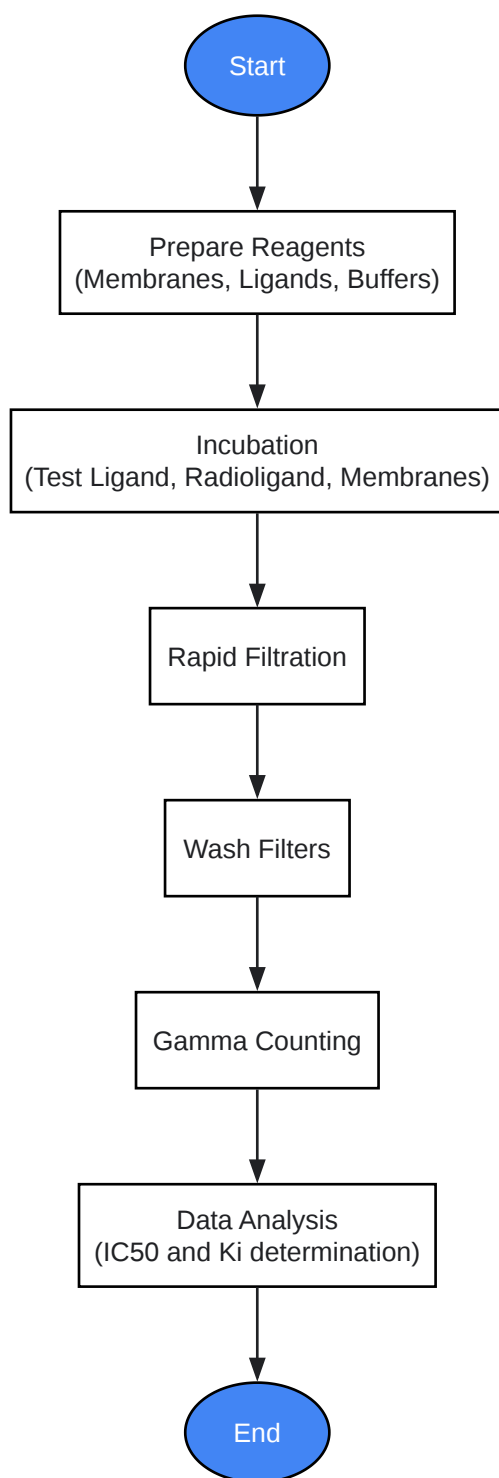 Start
Prepare Reagents
(Membranes, Ligands, Buffers)
Incubation
(Test Ligand, Radioligand, Membranes)
Rapid Filtration
Wash Filters
Gamma Counting
Data Analysis
(IC50 and Ki determination)
End